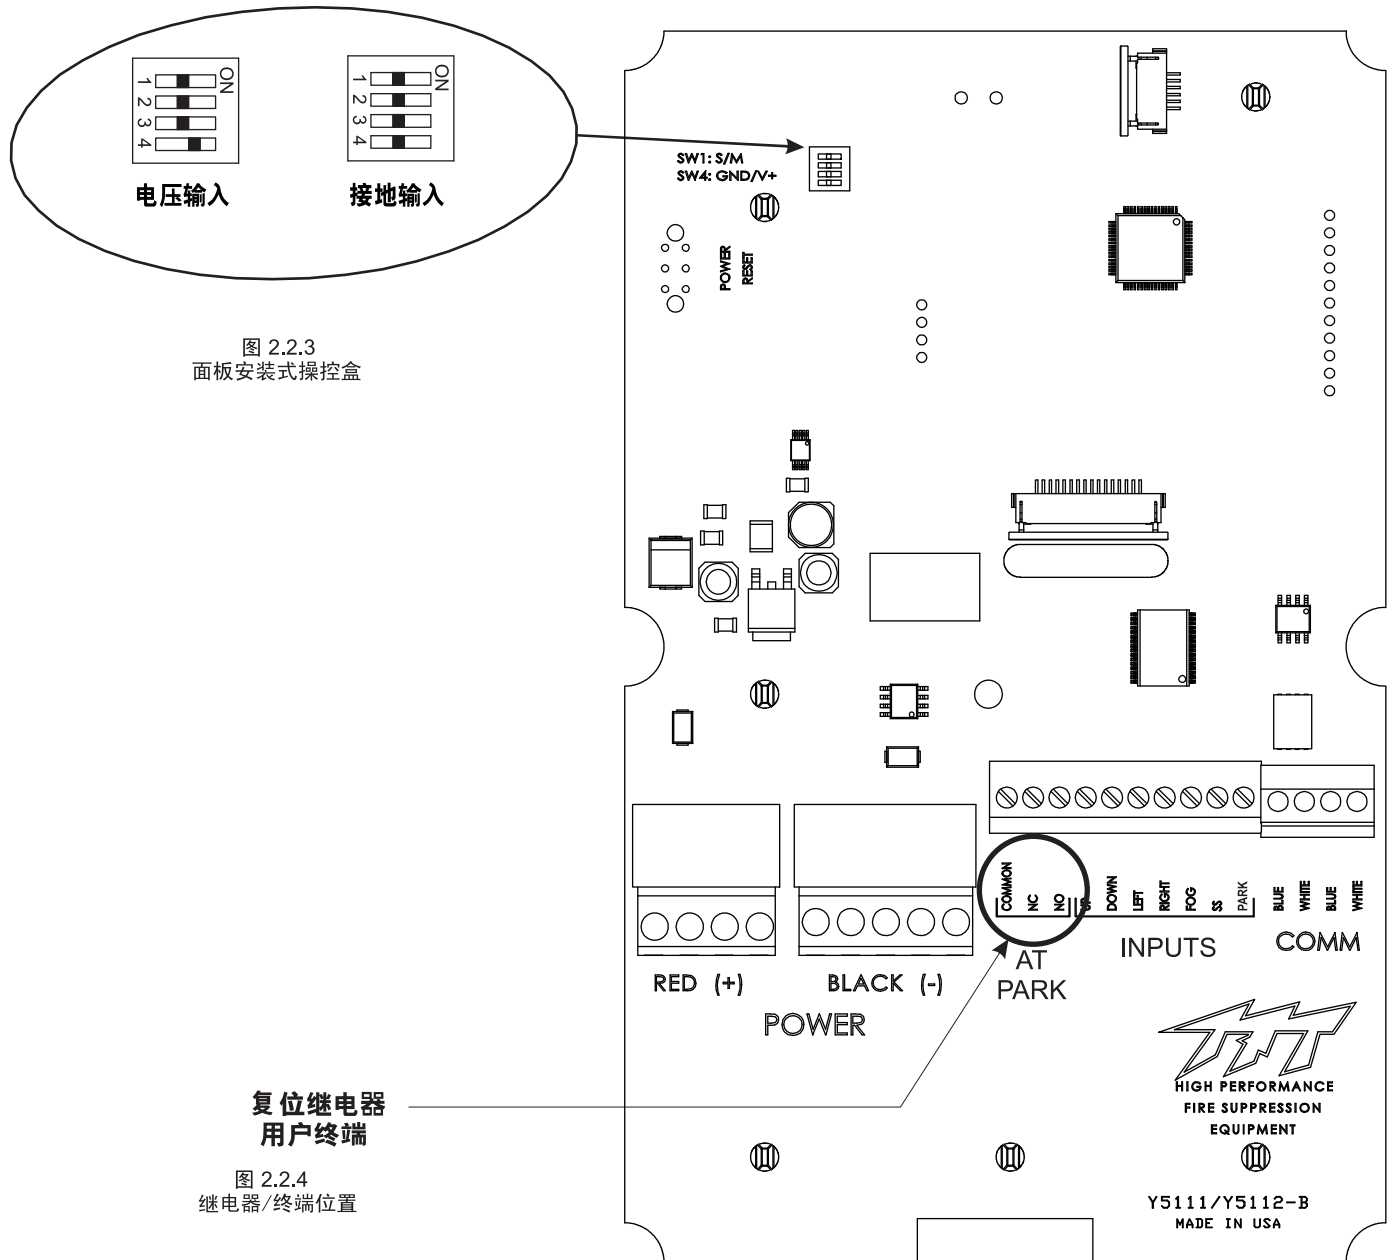 ON
1
2
3
4
电压输入
ON
1
2
3
4
接地输入
SW1: S/M
SW4: GND/V+
POWER
RESET
图 2.2.3
面板安装式操控盒
COMMON
NC
NO
UP
DOWN
LEFT
RIGHT
FOG
SS
PARK
BLUE
WHITE
BLUE
WHITE
AT
PARK
INPUTS
COMM
RED (+)
BLACK (-)
POWER
TNT
HIGH PERFORMANCE
FIRE SUPPRESSION
EQUIPMENT
复位继电器
用户终端
图 2.2.4
继电器/终端位置
Y5111/Y5112-B
MADE IN USA